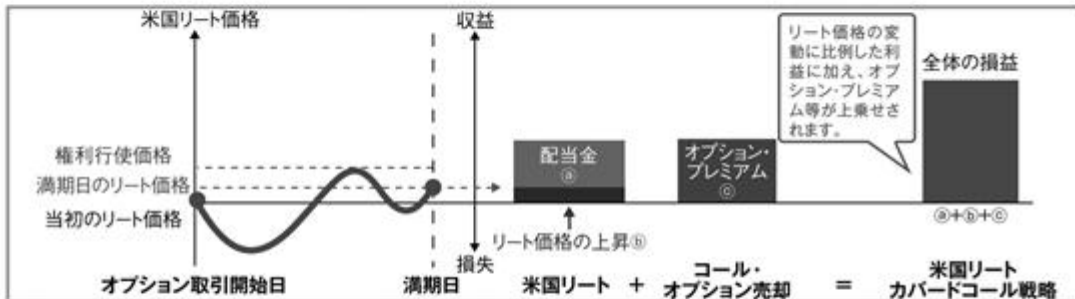 米国リート価格
収益
リート価格の変
動に比例した利
益に加え、オプ
ション・プレミア
ム等が上乗せさ
れます。
全体の損益
権利行使価格
満期日のリート価格
当初のリート価格
配当金
ⓐ
オプション・
プレミアム
ⓒ
リート価格の上昇ⓑ
ⓐ+ⓑ+ⓒ
損失
オプション取引開始日
満期日
米国リート
+
コール・
オプション売却
=
米国リート
カバードコール戦略